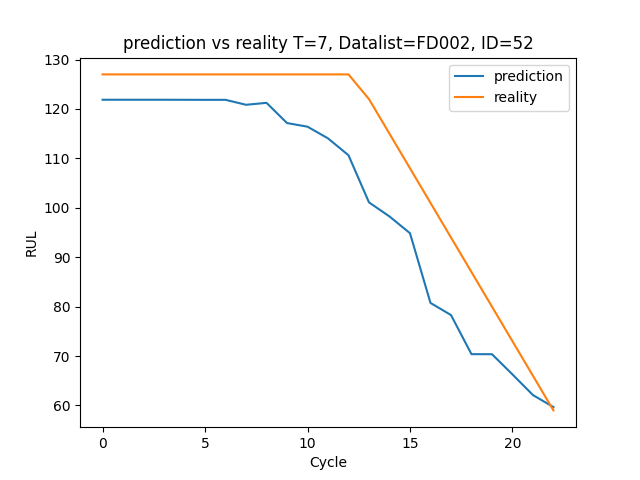 prediction vs reality T=7, Datalist=FD002, ID=52
prediction
reality
130
120
110
100
90
80
70
60
RUL
0 5 10 15 20
Cycle